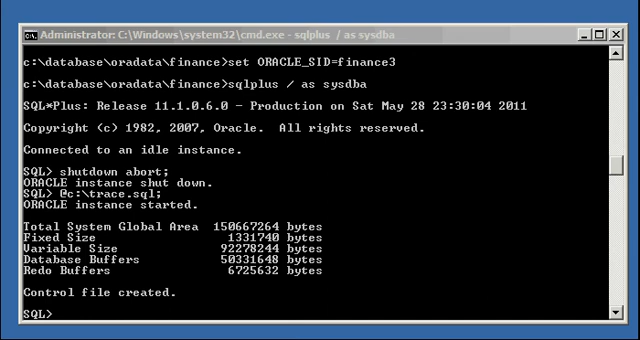 Administrator: C:\Windows\system32\cmd.exe - sqlplus / as sysdba
c:\database\oradata\finance>set ORACLE_SID=finance3
c:\database\oradata\finance>sqlplus / as sysdba
SQL*Plus: Release 11.1.0.6.0 - Production on Sat May 28 23:30:04 2011
Copyright (c) 1982, 2007, Oracle.  All rights reserved.
Connected to an idle instance.
SQL> shutdown abort;
ORACLE instance shut down.
SQL> @c:\trace.sql;
ORACLE instance started.
Total System Global Area  150667264 bytes
Fixed Size                  1331740 bytes
Variable Size              92278244 bytes
Database Buffers           50331648 bytes
Redo Buffers                6725632 bytes
Control file created.
SQL>